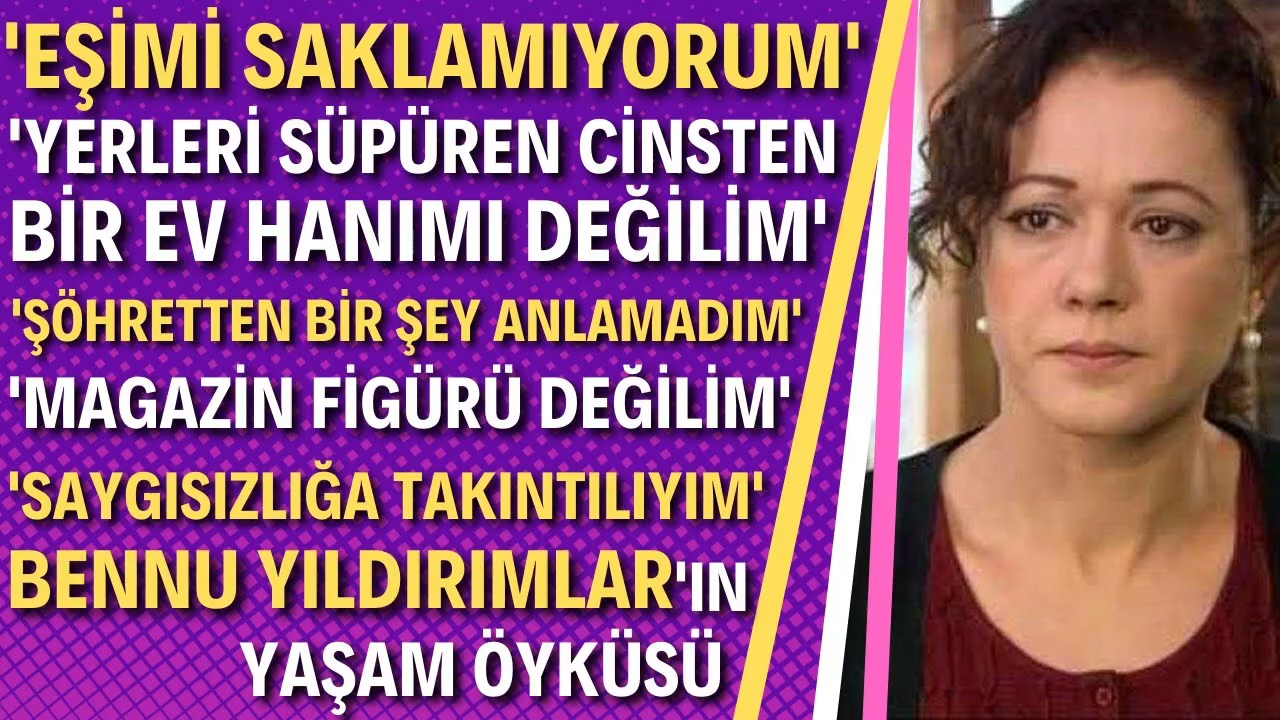 'EŞİMİ SAKLAMIYORUM'
'YERLERİ SÜPÜREN CİNSTEN
BİR EV HANIMI DEĞİLİM'
'ŞÖHRETTEN BİR ŞEY ANLAMADIM'
'MAGAZİN FİGÜRÜ DEĞİLİM'
'SAYGISIZLIĞA TAKINTILIYIM'
BENNU YILDIRIMLAR'IN
YAŞAM ÖYKÜSÜ